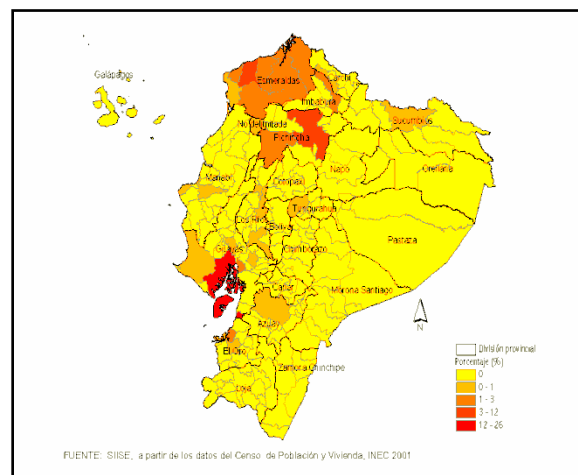 Galápagos
Esmeraldas
Carchi
Imbabura
No delimitada
Sucumbíos
Pichincha
Napo
Orellana
Manabí
Cotopaxi
Tungurahua
Los Ríos
Bolívar
Pastaza
Guayas
Chimborazo
Cañar
Morona Santiago
Azuay
El Oro
Zamora Chinchipe
Loja
N
División provincial
Porcentaje (%)
0
0 - 1
1 - 3
3 - 12
12 - 26
FUENTE: SIISE, a partir de los datos del Censo de Población y Vivienda, INEC 2001